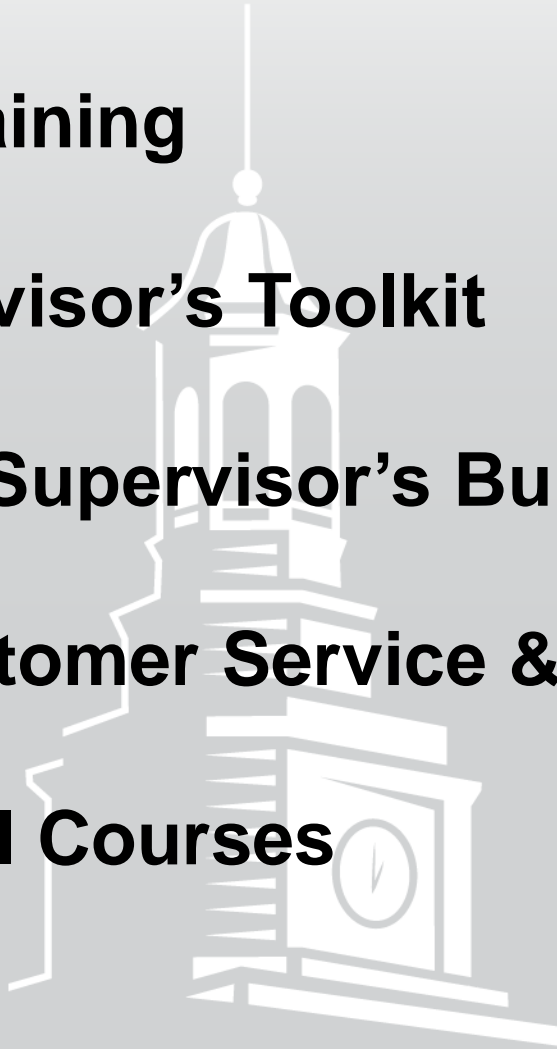 aining
visor’s Toolkit
Supervisor’s Bu
tomer Service &
l Courses